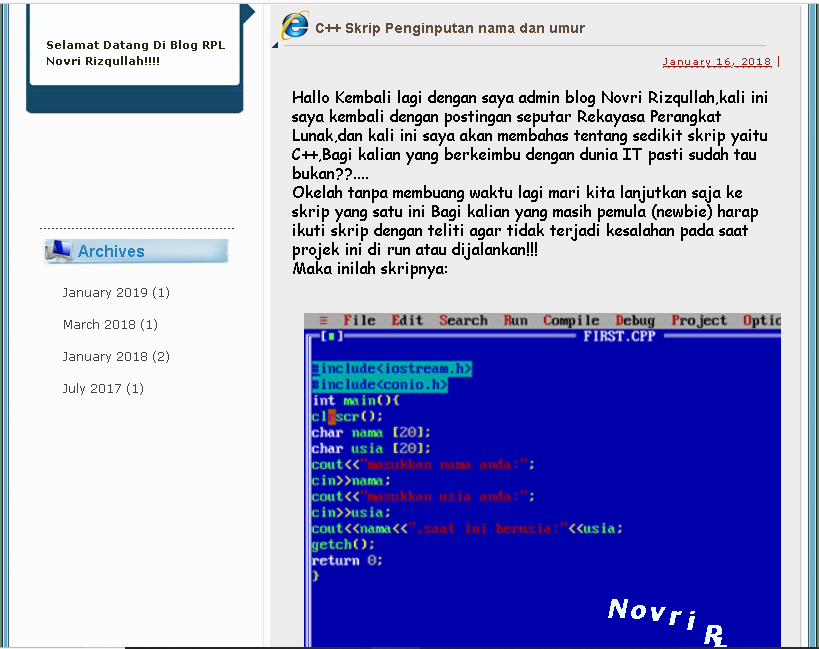 Selamat Datang Di Blog RPL
Novri Rizqullah!!!!
Archives
January 2019 (1)
March 2018 (1)
January 2018 (2)
July 2017 (1)
C++ Skrip Penginputan nama dan umur
January 16, 2018
Hallo Kembali lagi dengan saya admin blog Novri Rizqullah,kali ini
saya kembali dengan postingan seputar Rekayasa Perangkat
Lunak,dan kali ini saya akan membahas tentang sedikit skrip yaitu
C++,Bagi kalian yang berkeimbu dengan dunia IT pasti sudah tau
bukan??....
Okelah tanpa membuang waktu lagi mari kita lanjutkan saja ke
skrip yang satu ini Bagi kalian yang masih pemula (newbie) harap
ikuti skrip dengan teliti agar tidak terjadi kesalahan pada saat
projek ini di run atau dijalankan!!!
Maka inilah skripnya:
≡ File Edit Search Run Compile Debug Project Optio
[■] FIRST.CPP
#include<iostream.h>
#include<conio.h>
int main(){
clrscr();
char nama [20];
char usia [20];
cout<<"masukkan nama anda:";
cin>>nama;
cout<<"masukkan usia anda:";
cin>>usia;
cout<<nama<<",saat ini berusia:"<<usia;
getch();
return 0;
}
Novri R